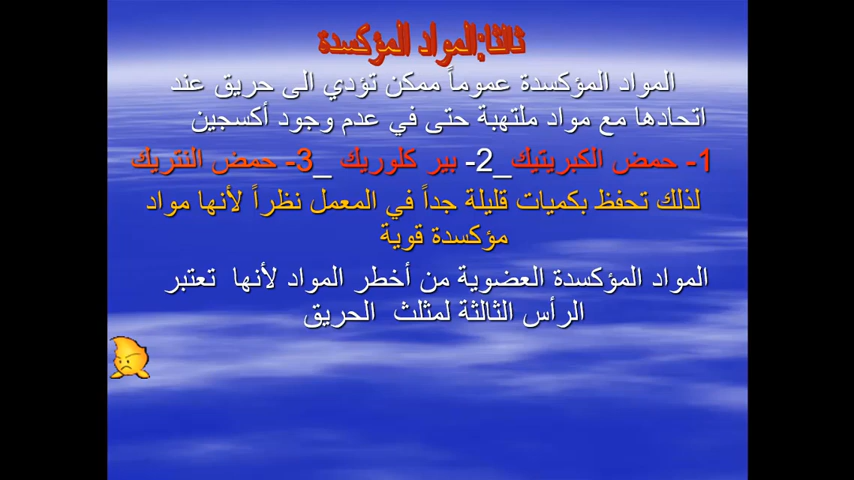 ثالثا:المواد المؤكسدة
المواد المؤكسدة عموماً ممكن تؤدي الى حريق عند
اتحادها مع مواد ملتهبة حتى في عدم وجود أكسجين
1- حمض الكبريتيك_2- بير كلوريك _3- حمض النتريك
لذلك تحفظ بكميات قليلة جداً في المعمل نظراً لأنها مواد
مؤكسدة قوية
المواد المؤكسدة العضوية من أخطر المواد لأنها تعتبر
الرأس الثالثة لمثلث الحريق